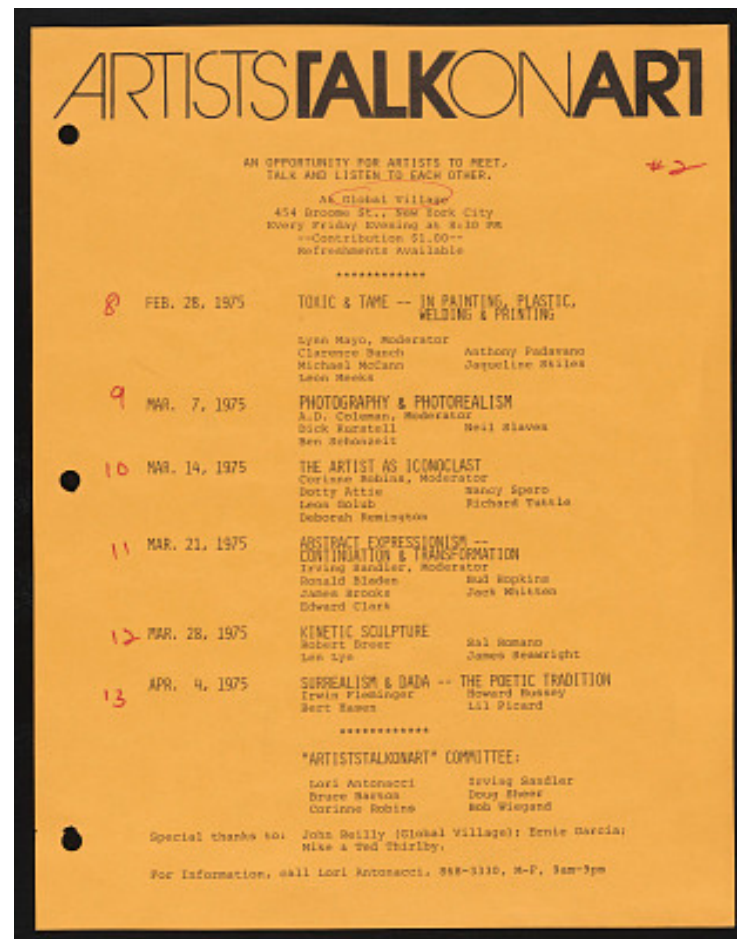 ARTISTSTALKONART
#2
AN OPPORTUNITY FOR ARTISTS TO MEET,
TALK AND LISTEN TO EACH OTHER.
At Global Village
454 Broome St., New York City
Every Friday Evening at 8:30 PM
--Contribution $1.00--
Refreshments Available
************
8 FEB. 28, 1975 TOXIC & TAME -- IN PAINTING, PLASTIC,
WELDING & PRINTING
Lynn Mayo, Moderator
Clarence Bunch Anthony Padavano
Michael McCann Jaqueline Skiles
Leon Meeks
9 MAR. 7, 1975 PHOTOGRAPHY & PHOTOREALISM
A.D. Coleman, Moderator
Dick Neil Slavin
Ben Schonzeit
10 MAR. 14, 1975 THE ARTIST AS ICONOCLAST
Corinne Robins, Moderator
Dotty Attie Nancy Spero
Leon Golub Richard Tuttle
Deborah Remington
11 MAR. 21, 1975 ABSTRACT EXPRESSIONISM --
CONTINUATION & TRANSFORMATION
Irving Sandler, Moderator
Ronald Bladen Bud Hopkins
James Brooks Jack Whitten
Edward Clark
12 MAR. 28, 1975 KINETIC SCULPTURE
Robert Breer Sal Romano
Len Lye James Seawright
13 APR. 4, 1975 SURREALISM & DADA -- THE POETIC TRADITION
Irwin Fleminger Howard Hussey
Bert Lil Picard
************
"ARTISTSTALKONART" COMMITTEE:
Lori Antonacci Irving Sandler
Bruce Barton Doug Sheer
Corinne Robins Bob Wiegand
Special thanks to: John Reilly (Global Village); Ernie Garcia;
Mike & Ted Thirlby.
For Information, call Lori Antonacci, 868-3330, M-F, 9am-9pm